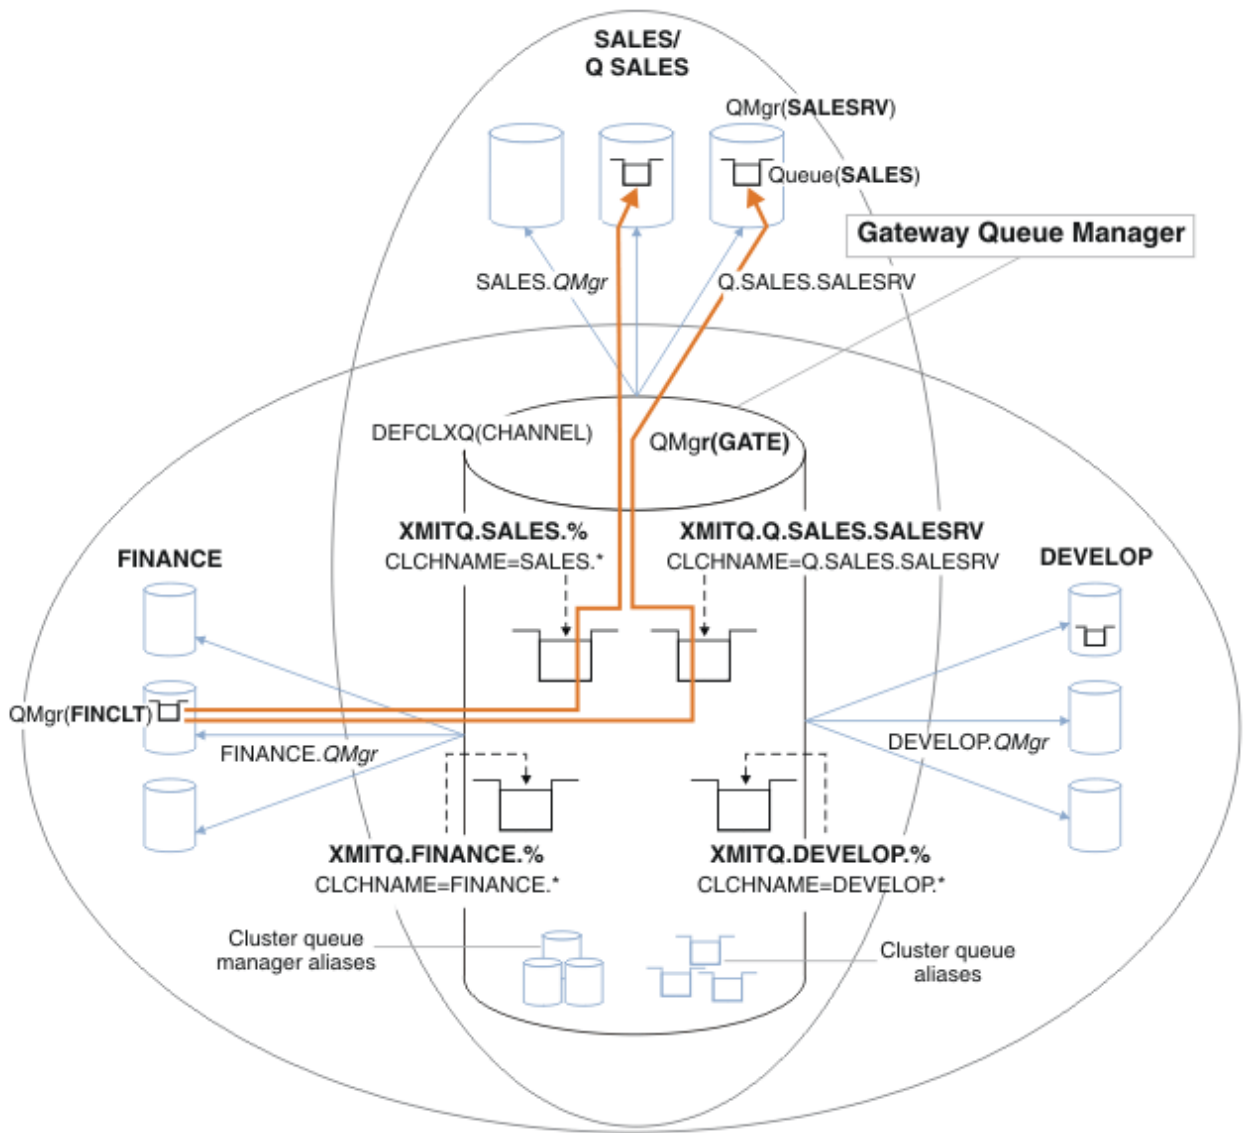 SALES/
Q SALES
QMgr(SALESRV)
Queue(SALES)
Gateway Queue Manager
SALES.QMgr
Q.SALES.SALESRV
DEFCLXQ(CHANNEL)
QMgr(GATE)
XMITQ.SALES.%
CLCHNAME=SALES.*
XMITQ.Q.SALES.SALESRV
CLCHNAME=Q.SALES.SALESRV
FINANCE
DEVELOP
QMgr(FINCLT)
FINANCE.QMgr
DEVELOP.QMgr
XMITQ.FINANCE.%
CLCHNAME=FINANCE.*
XMITQ.DEVELOP.%
CLCHNAME=DEVELOP.*
Cluster queue
manager aliases
Cluster queue
aliases